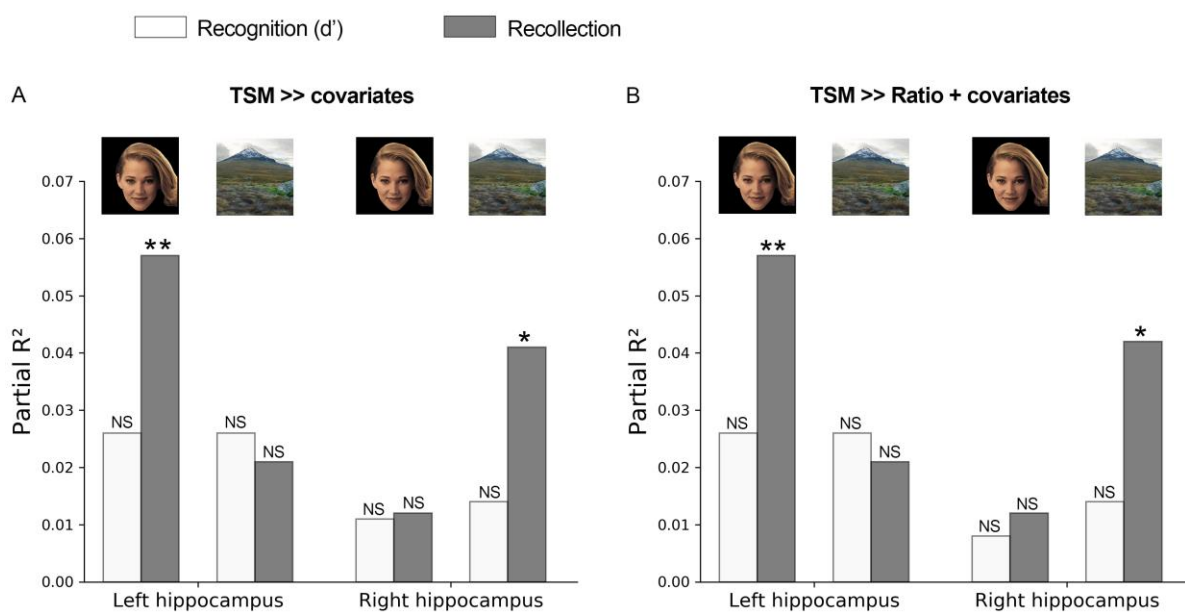 Recognition (d') Recollection
A TSM >> covariates
Partial R²
0.07
0.06
0.05
0.04
0.03
0.02
0.01
0.00
NS
**
NS
NS
NS
NS
NS
*
Left hippocampus Right hippocampus
B TSM >> Ratio + covariates
Partial R²
0.07
0.06
0.05
0.04
0.03
0.02
0.01
0.00
NS
**
NS
NS
NS
NS
NS
*
Left hippocampus Right hippocampus